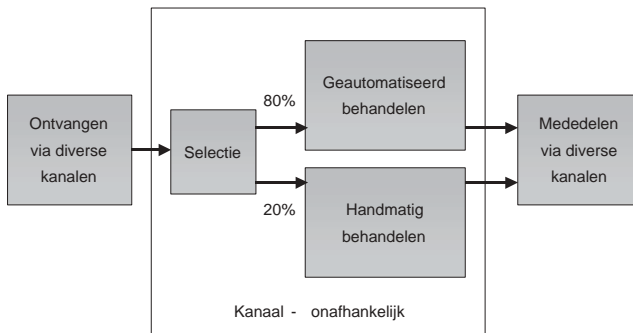 Ontvangen
via diverse
kanalen
Selectie
80%
Geautomatiseerd
behandelen
20%
Handmatig
behandelen
Mededelen
via diverse
kanalen
Kanaal - onafhankelijk